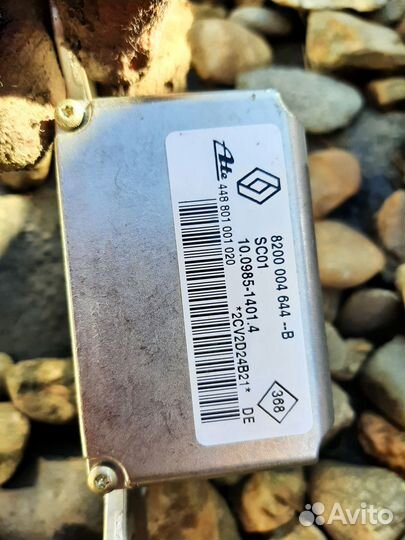 Ate
448 801 001 020
8200 004 644 --B
SC01
10.0985-1401.4
*2CV2D24B21*
DE
368
Avito